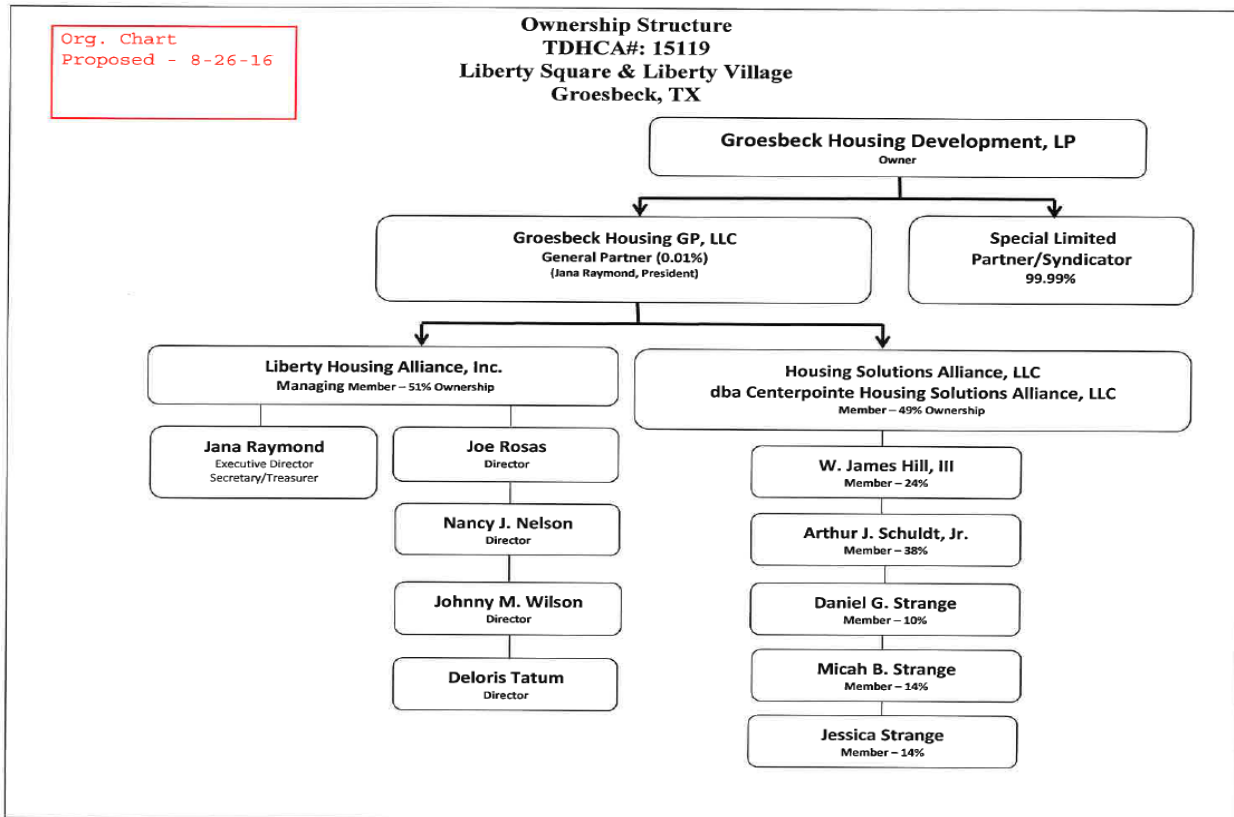 Org. Chart
Proposed - 8-26-16
Ownership Structure
TDHCA#: 15119
Liberty Square & Liberty Village
Groesbeck, TX
Groesbeck Housing Development, LP
Owner
Groesbeck Housing GP, LLC
General Partner (0.01%)
(Jana Raymond, President)
Special Limited
Partner/Syndicator
99.99%
Liberty Housing Alliance, Inc.
Managing Member – 51% Ownership
Housing Solutions Alliance, LLC
dba Centerpointe Housing Solutions Alliance, LLC
Member – 49% Ownership
Jana Raymond
Executive Director
Secretary/Treasurer
Joe Rosas
Director
Nancy J. Nelson
Director
Johnny M. Wilson
Director
Deloris Tatum
Director
W. James Hill, III
Member – 24%
Arthur J. Schuldt, Jr.
Member – 38%
Daniel G. Strange
Member – 10%
Micah B. Strange
Member – 14%
Jessica Strange
Member – 14%